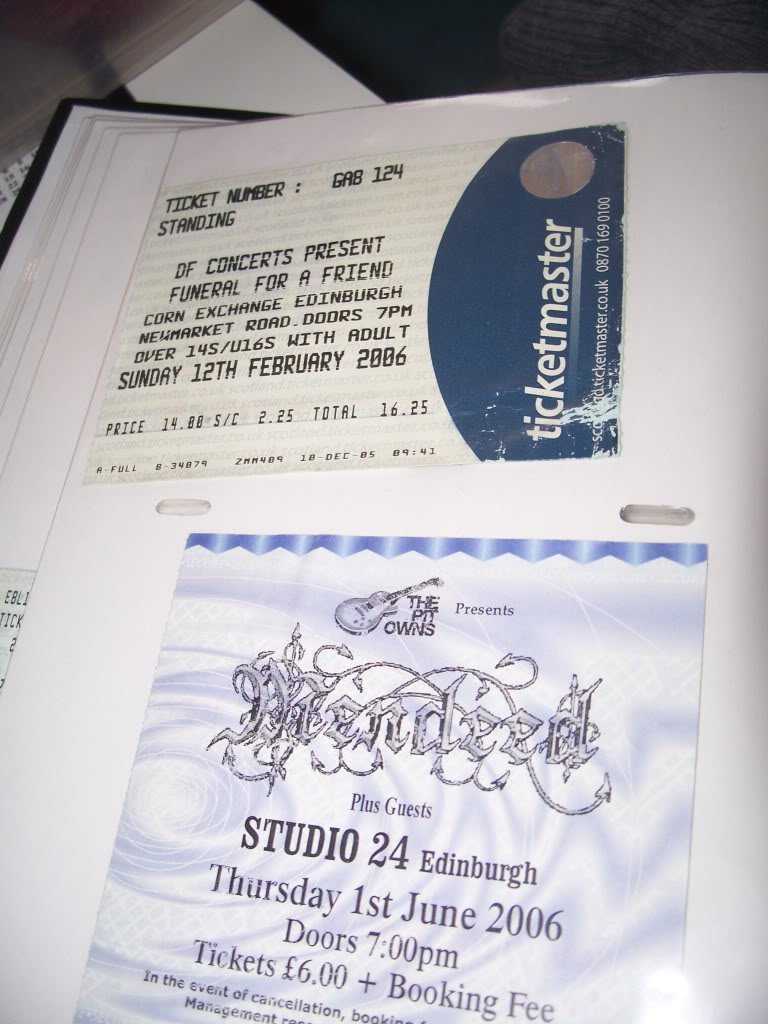 TICKET NUMBER : GAB 124
STANDING
DF CONCERTS PRESENT
FUNERAL FOR A FRIEND
CORN EXCHANGE EDINBURGH
NEWMARKET ROAD.DOORS 7PM
OVER 14S/U16S WITH ADULT
SUNDAY 12TH FEBRUARY 2006
PRICE 14.00 S/C 2.25 TOTAL 16.25
A-FULL B-34879 ZMM409 18-DEC-05 09:41
ticketmaster
scotland.ticketmaster.co.uk 0870 169 0100
THE PIT OWNS Presents
Mendeed
Plus Guests
STUDIO 24 Edinburgh
Thursday 1st June 2006
Doors 7:00pm
Tickets £6.00 + Booking Fee
In the event of cancellation, booking
Management